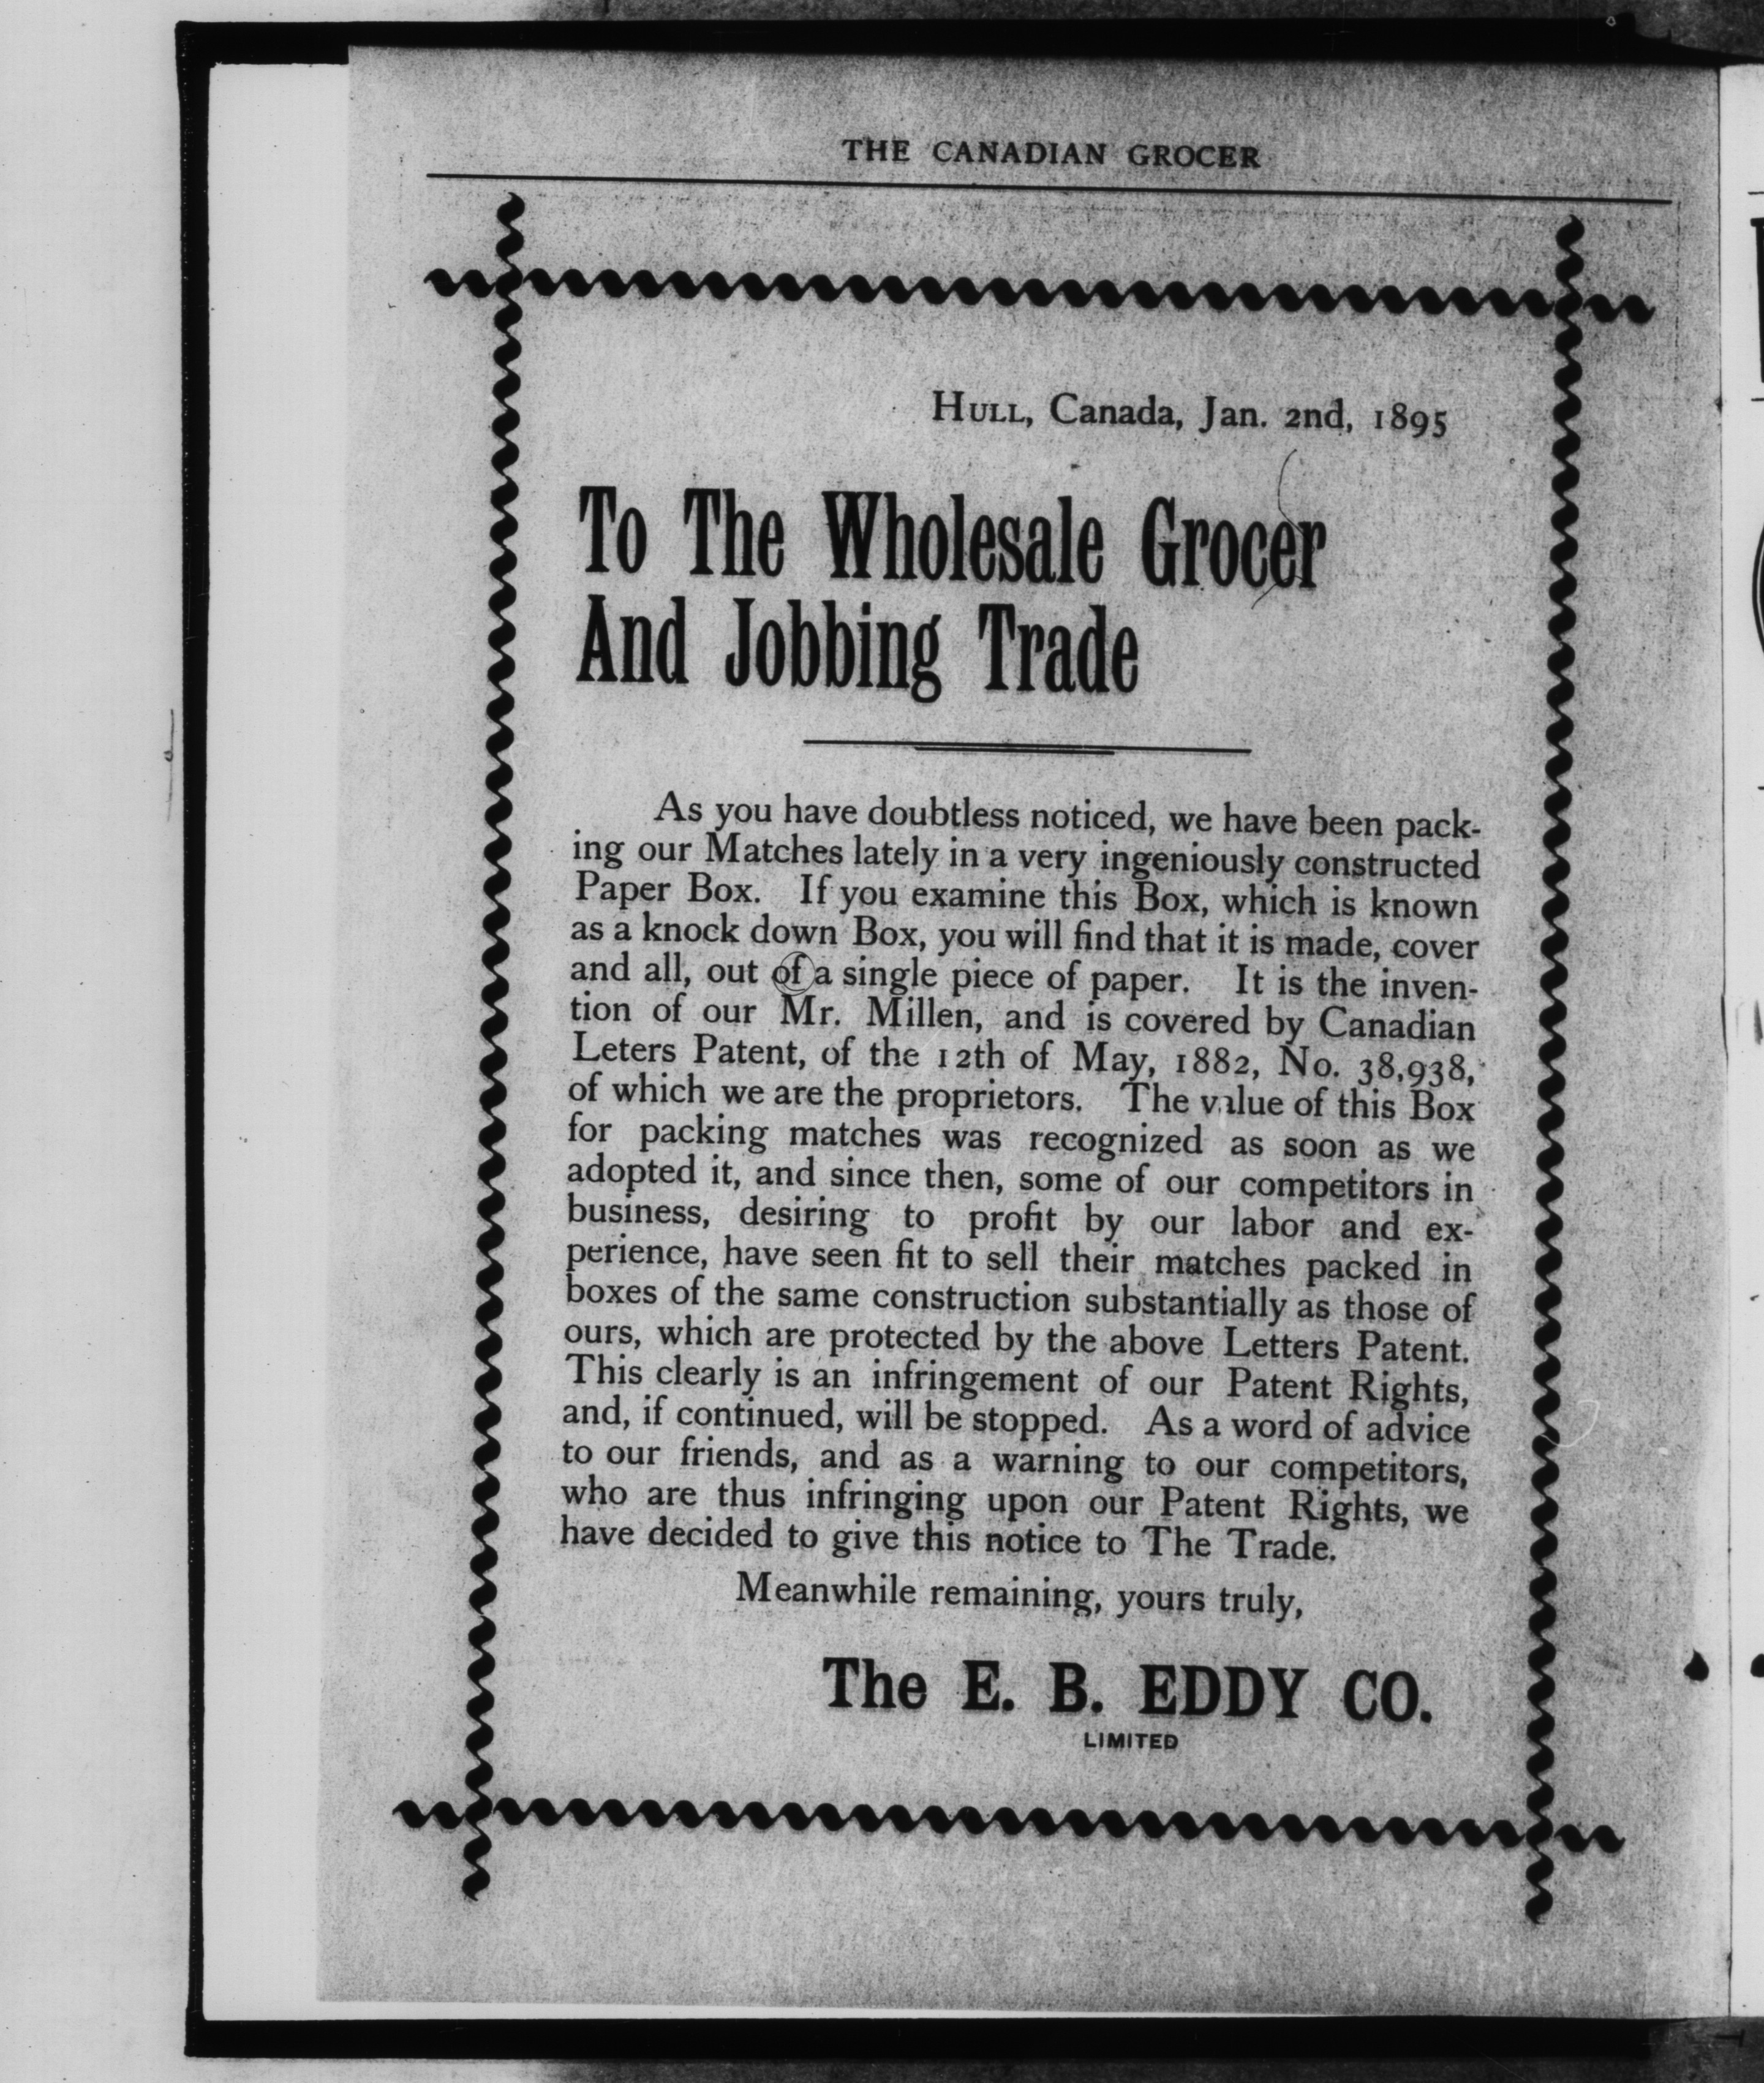 THE CANADIAN GROCER
HULL, Canada, Jan. 2nd, 1895
To The Wholesale Grocer
And Jobbing Trade
As you have doubtless noticed, we have been pack-
ing our Matches lately in a very ingeniously constructed
Paper Box. If you examine this Box, which is known
as a knock down Box, you will find that it is made, cover
and all, out of a single piece of paper. It is the inven-
tion of our Mr. Millen, and is covered by Canadian
Leters Patent, of the 12th of May, 1882, No. 38,938,
of which we are the proprietors. The value of this Box
for packing matches was recognized as soon as we
adopted it, and since then, some of our competitors in
business, desiring to profit by our labor and ex-
perience, have seen fit to sell their matches packed in
boxes of the same construction substantially as those of
ours, which are protected by the above Letters Patent.
This clearly is an infringement of our Patent Rights,
and, if continued, will be stopped. As a word of advice
to our friends, and as a warning to our competitors,
who are thus infringing upon our Patent Rights, we
have decided to give this notice to The Trade.
Meanwhile remaining, yours truly,
The E. B. EDDY CO.
LIMITED